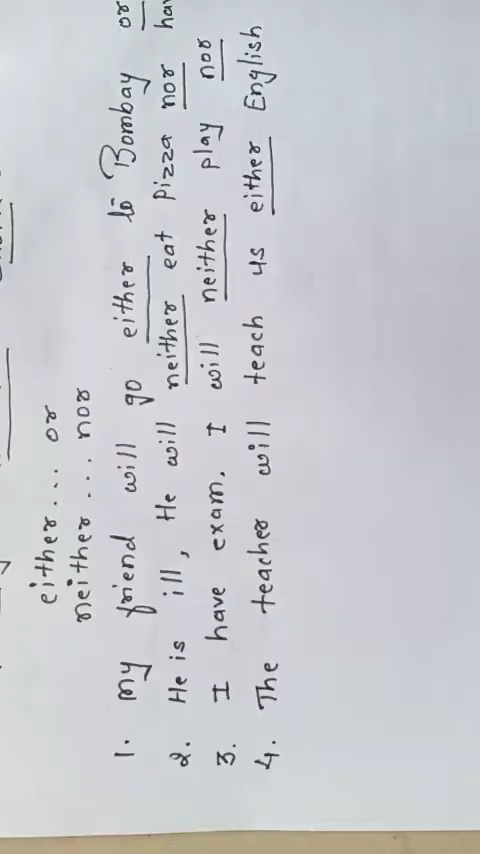 either... or
neither... nor
1. My friend will go either to Bombay or
2. He is ill, He will neither eat pizza nor
3. I have exam. I will neither play nor
4. The teacher will teach us either English